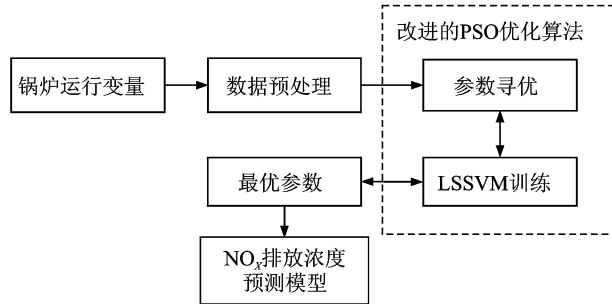 改进的PSO优化算法
锅炉运行变量
数据预处理
参数寻优
最优参数
LSSVM训练
NOX排放浓度
预测模型